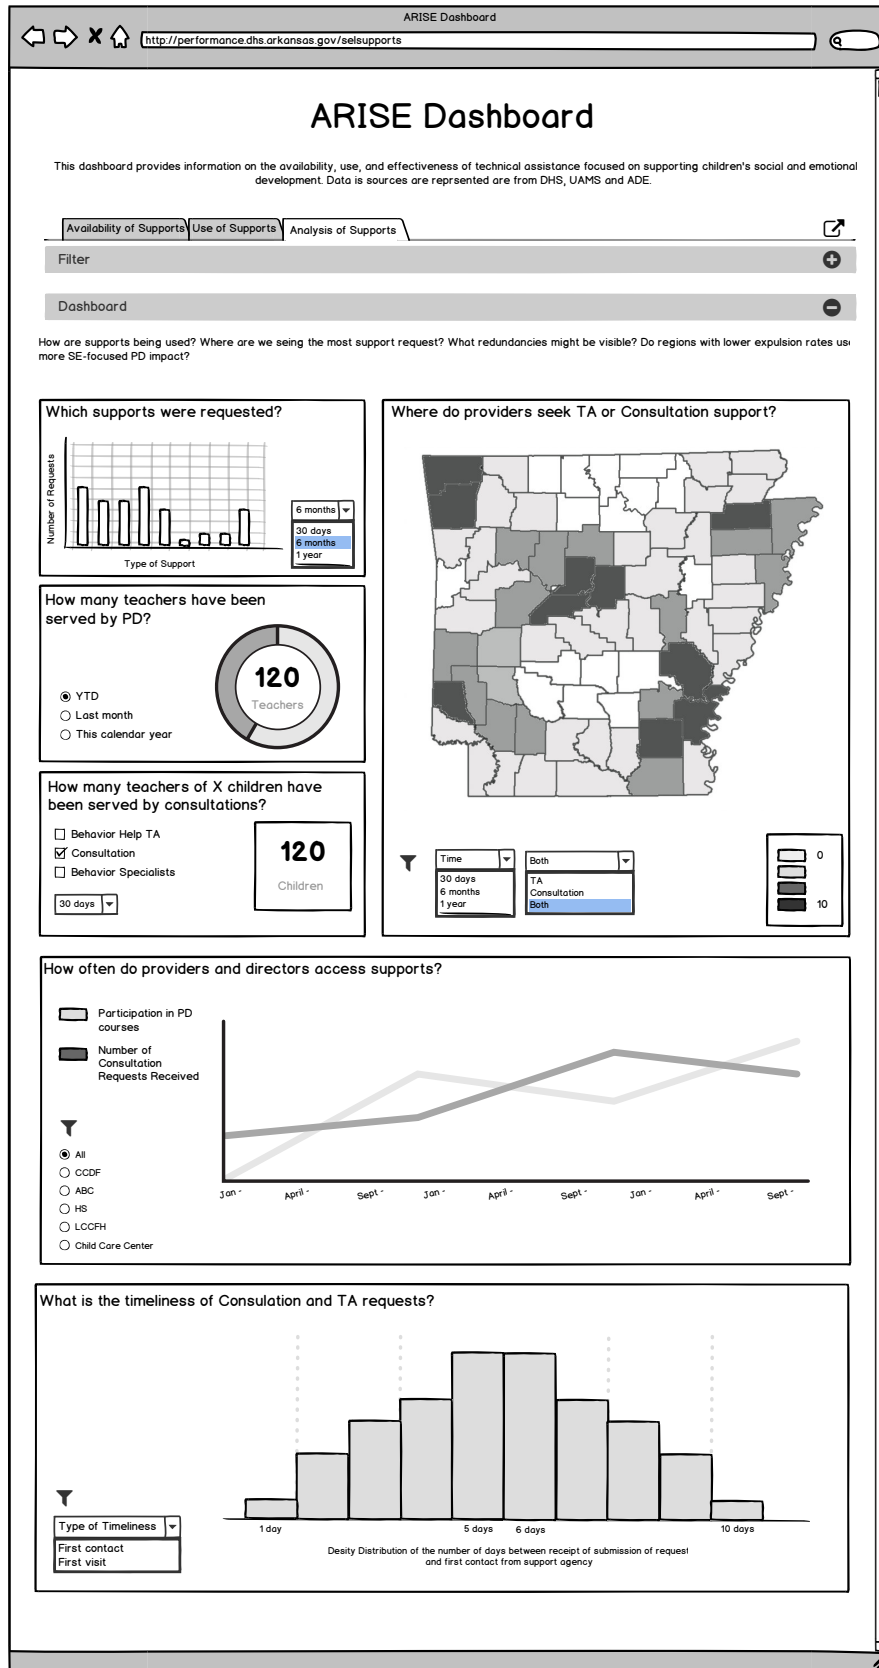 ARISE Dashboard
http://performance.dhs.arkansas.gov/selsupports
ARISE Dashboard
This dashboard provides information on the availability, use, and effectiveness of technical assistance focused on supporting children's social and emotional
development. Data is sources are reprsented are from DHS, UAMS and ADE.
Availability of Supports
Use of Supports
Analysis of Supports
Filter
Dashboard
How are supports being used? Where are we seing the most support request? What redundancies might be visible? Do regions with lower expulsion rates use
more SE-focused PD impact?
Which supports were requested?
Number of Requests
Type of Support
6 months
30 days
6 months
1 year
How many teachers have been
served by PD?
YTD
Last month
This calendar year
120
Teachers
How many teachers of X children have
been served by consultations?
Behavior Help TA
Consultation
Behavior Specialists
30 days
120
Children
Where do providers seek TA or Consultation support?
Time
30 days
6 months
1 year
Both
TA
Consultation
Both
0
10
How often do providers and directors access supports?
Participation in PD
courses
Number of
Consultation
Requests Received
All
CCDF
ABC
HS
LCCFH
Child Care Center
Jan -
April -
Sept -
Jan -
April -
Sept -
Jan -
April -
Sept -
What is the timeliness of Consulation and TA requests?
Type of Timeliness
First contact
First visit
1 day
5 days
6 days
10 days
Desity Distribution of the number of days between receipt of submission of request
and first contact from support agency